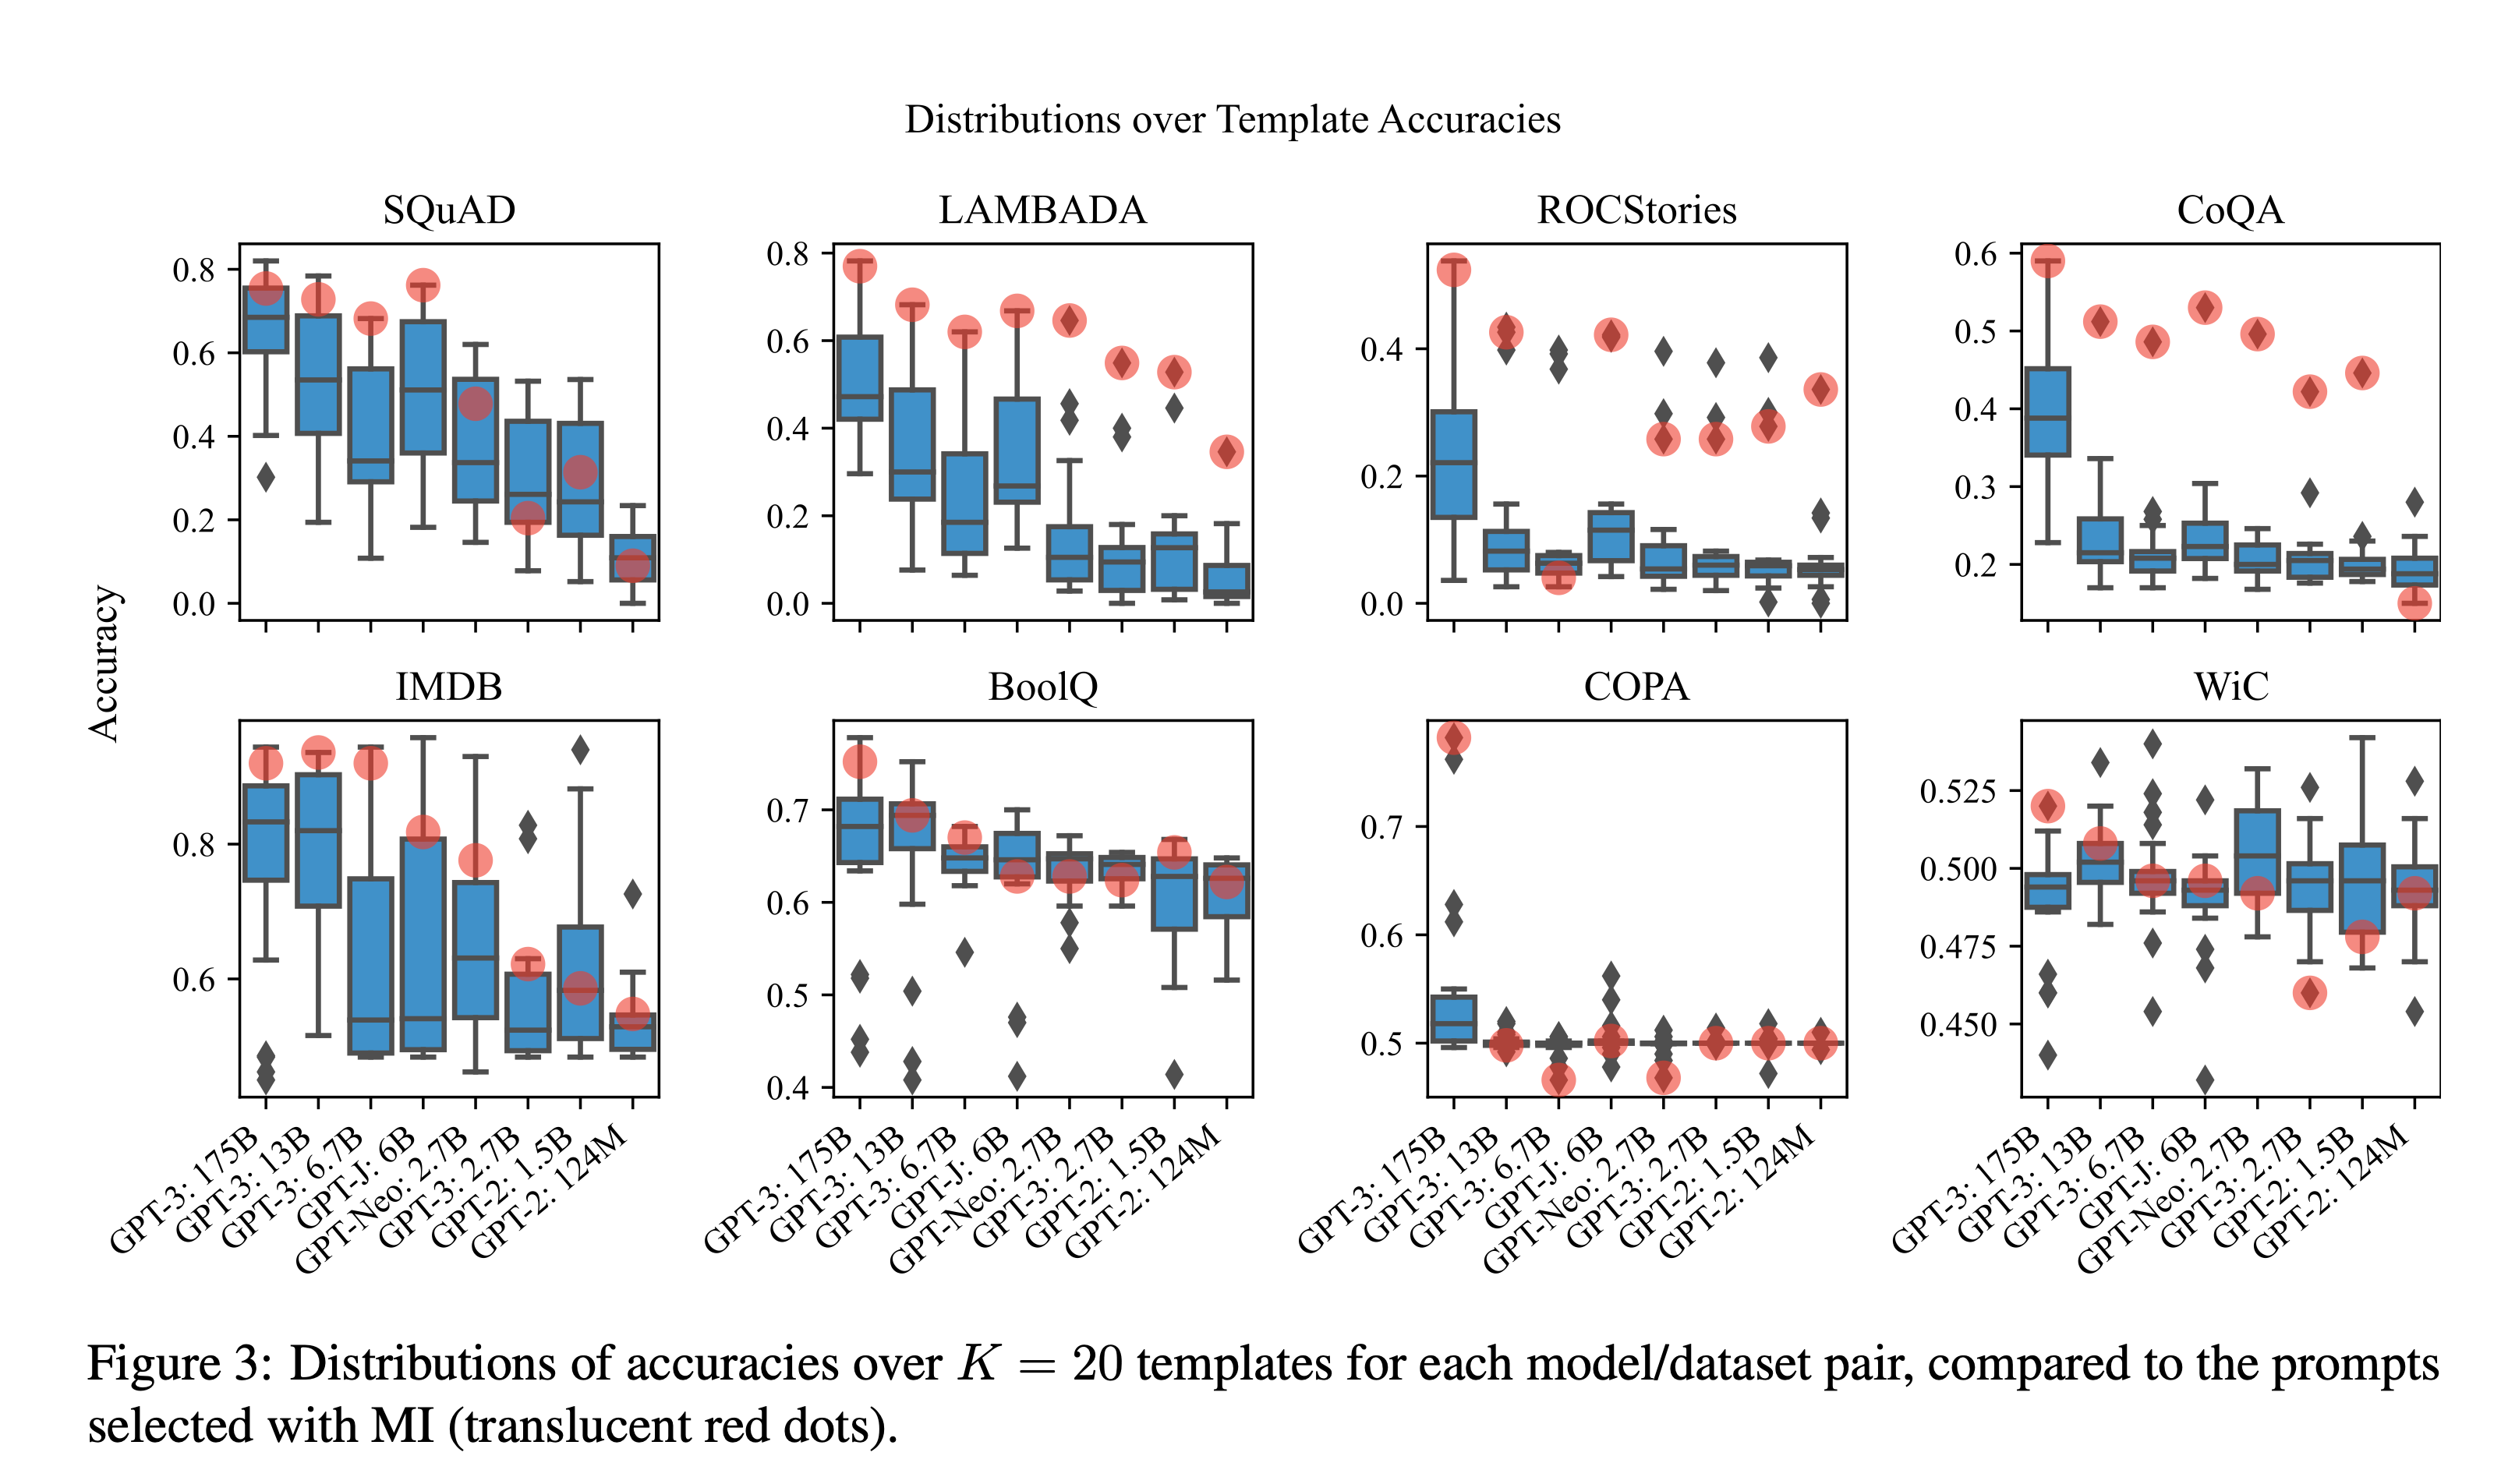 Distributions over Template Accuracies
SQuAD
LAMBADA
ROCStories
CoQA
0.8
0.6
0.4
0.2
0.0
0.8
0.6
0.4
0.2
0.0
0.4
0.2
0.0
0.6
0.5
0.4
0.3
0.2
Accuracy
IMDB
BoolQ
COPA
WiC
0.8
0.6
0.7
0.6
0.5
0.4
0.7
0.6
0.5
0.525
0.500
0.475
0.450
GPT-3: 175B
GPT-3: 13B
GPT-3: 6.7B
GPT-J: 6B
GPT-Neo: 2.7B
GPT-3: 2.7B
GPT-2: 1.5B
GPT-2: 124M
GPT-3: 175B
GPT-3: 13B
GPT-3: 6.7B
GPT-J: 6B
GPT-Neo: 2.7B
GPT-3: 2.7B
GPT-2: 1.5B
GPT-2: 124M
GPT-3: 175B
GPT-3: 13B
GPT-3: 6.7B
GPT-J: 6B
GPT-Neo: 2.7B
GPT-3: 2.7B
GPT-2: 1.5B
GPT-2: 124M
GPT-3: 175B
GPT-3: 13B
GPT-3: 6.7B
GPT-J: 6B
GPT-Neo: 2.7B
GPT-3: 2.7B
GPT-2: 1.5B
GPT-2: 124M
Figure 3: Distributions of accuracies over K = 20 templates for each model/dataset pair, compared to the prompts
selected with MI (translucent red dots).